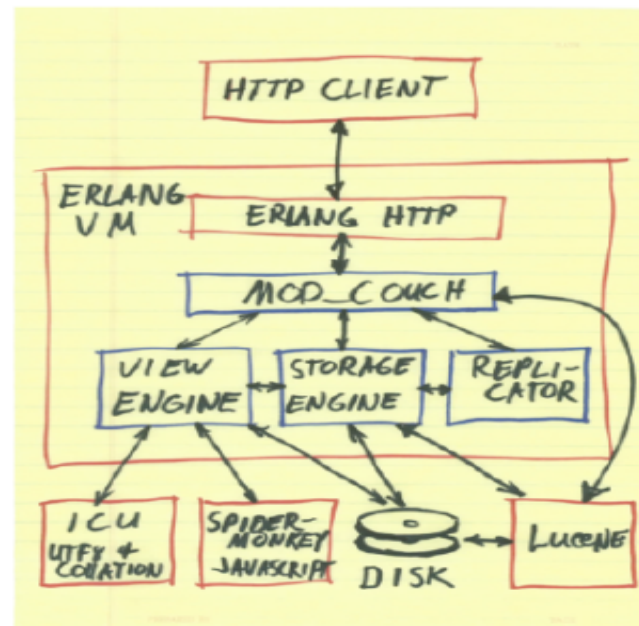 HTTP CLIENT
ERLANG
VM
ERLANG HTTP
MOD_COUCH
VIEW
ENGINE
STORAGE
ENGINE
REPLI-
CATOR
ICU
UTFY &
COLLATION
SPIDER-
MONKEY
JAVASCRIPT
DISK
LUCENE